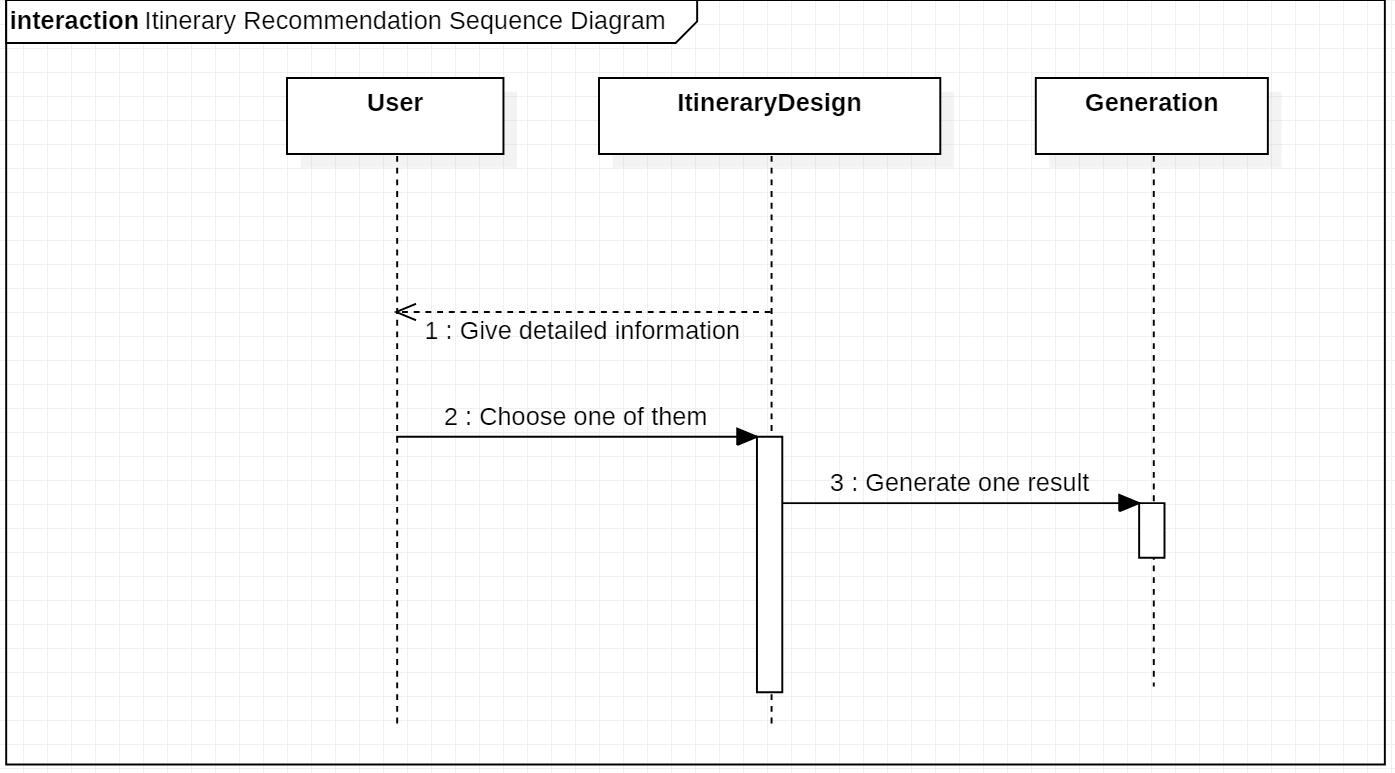 interaction Itinerary Recommendation Sequence Diagram
User
ItineraryDesign
Generation
1 : Give detailed information
2 : Choose one of them
3 : Generate one result